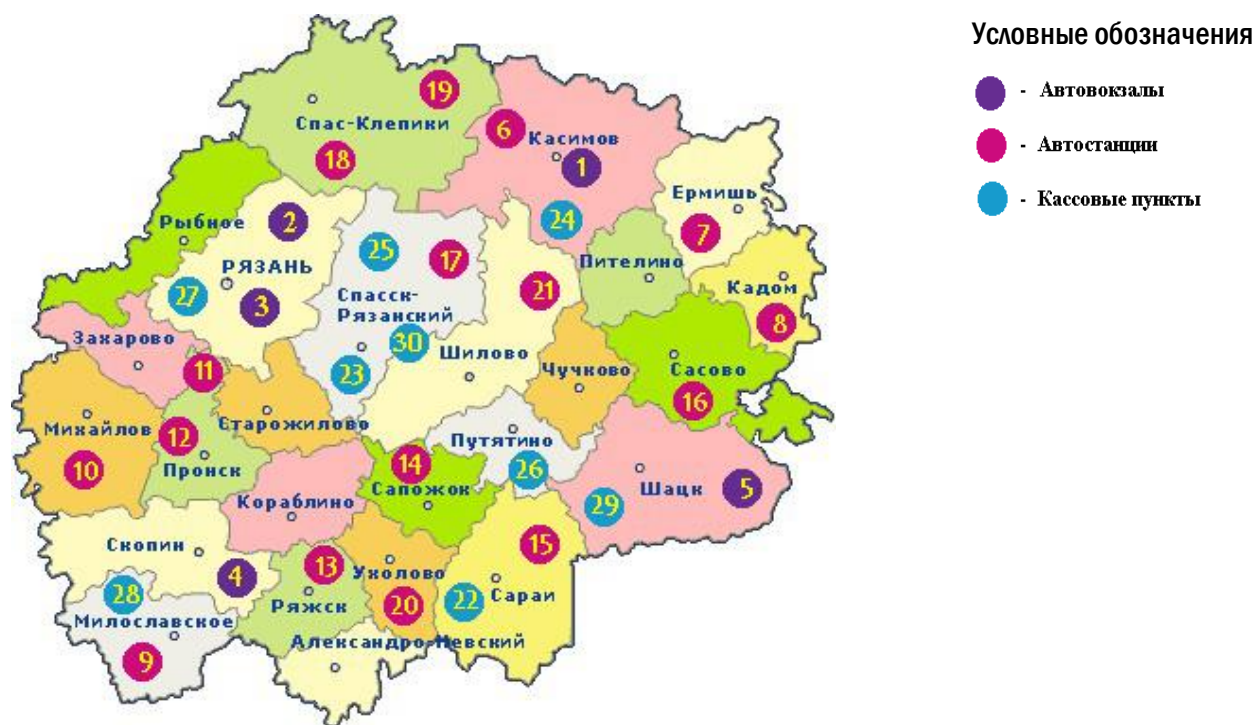 Условные обозначения
- Автовокзалы
- Автостанции
- Кассовые пункты
19
Спас-Клепики
18
6
Касимов
1
24
Ермишь
7
Рыбное
2
25
17
Пителино
Кадом
8
РЯЗАНЬ
27
3
Спасск-
Рязанский
21
30
23
Шилово
Захарово
11
Чучково
Сасово
16
Михайлов
10
12
Пронск
Старожилово
Путятино
26
14
Сапожок
Кораблино
29
Шацк
5
Скопин
4
13
Ряжск
Ухолово
20
15
22
Сараи
28
Милославское
9
Александро-Невский